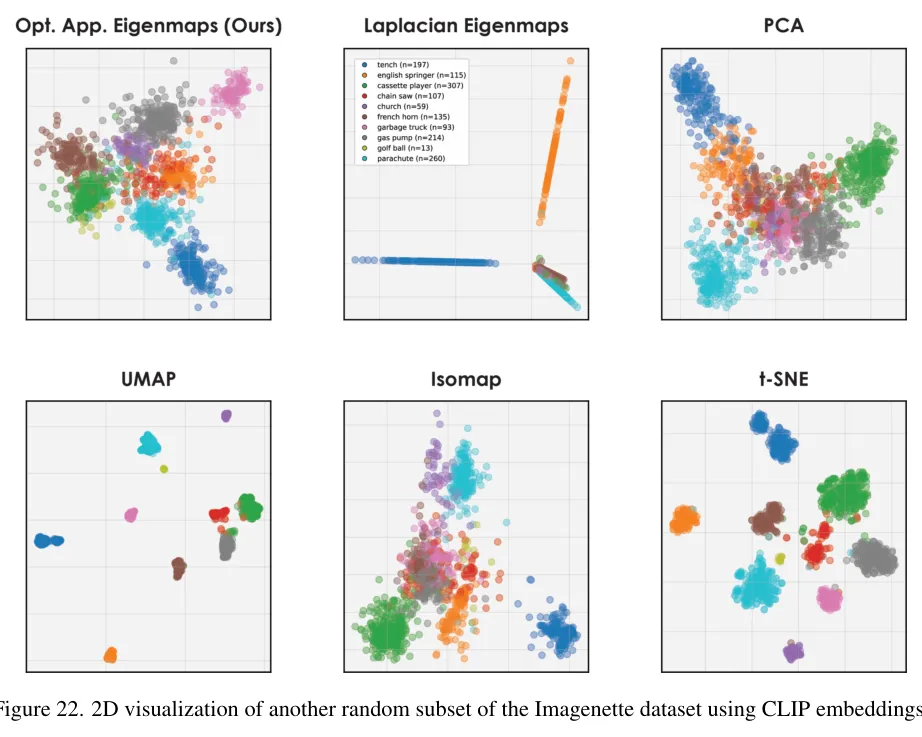 Opt. App. Eigenmaps (Ours)
Laplacian Eigenmaps
PCA
tench (n=197)
english springer (n=115)
cassette player (n=307)
chain saw (n=107)
church (n=59)
french horn (n=135)
garbage truck (n=93)
gas pump (n=214)
golf ball (n=13)
parachute (n=260)
UMAP
Isomap
t-SNE
Figure 22. 2D visualization of another random subset of the Imagenette dataset using CLIP embeddings